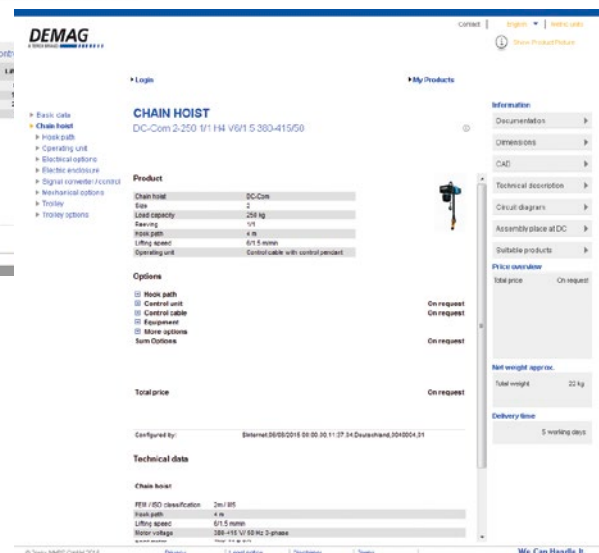 Contact
English
Metric units
DEMAG
Show Product Picture
Login
My Products
Basic data
Chain hoist
Hook path
Operating unit
Electrical options
Electric enclosure
Signal converter/control
Mechanical options
Trolley
Trolley options
CHAIN HOIST
DC-Com 2-250 1/1 H4 V6/1.5 380-415/50
Product
Chain hoist DC-Com
Size 2
Load capacity 250 kg
Reeving 1/1
Hook path 4 m
Lifting speed 6/1.5 m/min
Operating unit Control cable with control pendant
Options
Hook path
Control unit On request
Control cable On request
Equipment
More options
Sum Options On request
Total price On request
Configured by:
Technical data
Chain hoist
FEM / ISO classification 2m / M5
Hook path 4 m
Lifting speed 6/1.5 m/min
Motor voltage 380-415 V/ 50 Hz 3-phase
Information
Documentation
Dimensions
CAD
Technical description
Circuit diagram
Assembly place at DC
Suitable products
Price overview
Total price On request
Net weight approx.
Total weight 22 kg
Delivery time
5 working days
Privacy
Legal notice
Disclaimer
Terms
We Can Handle It